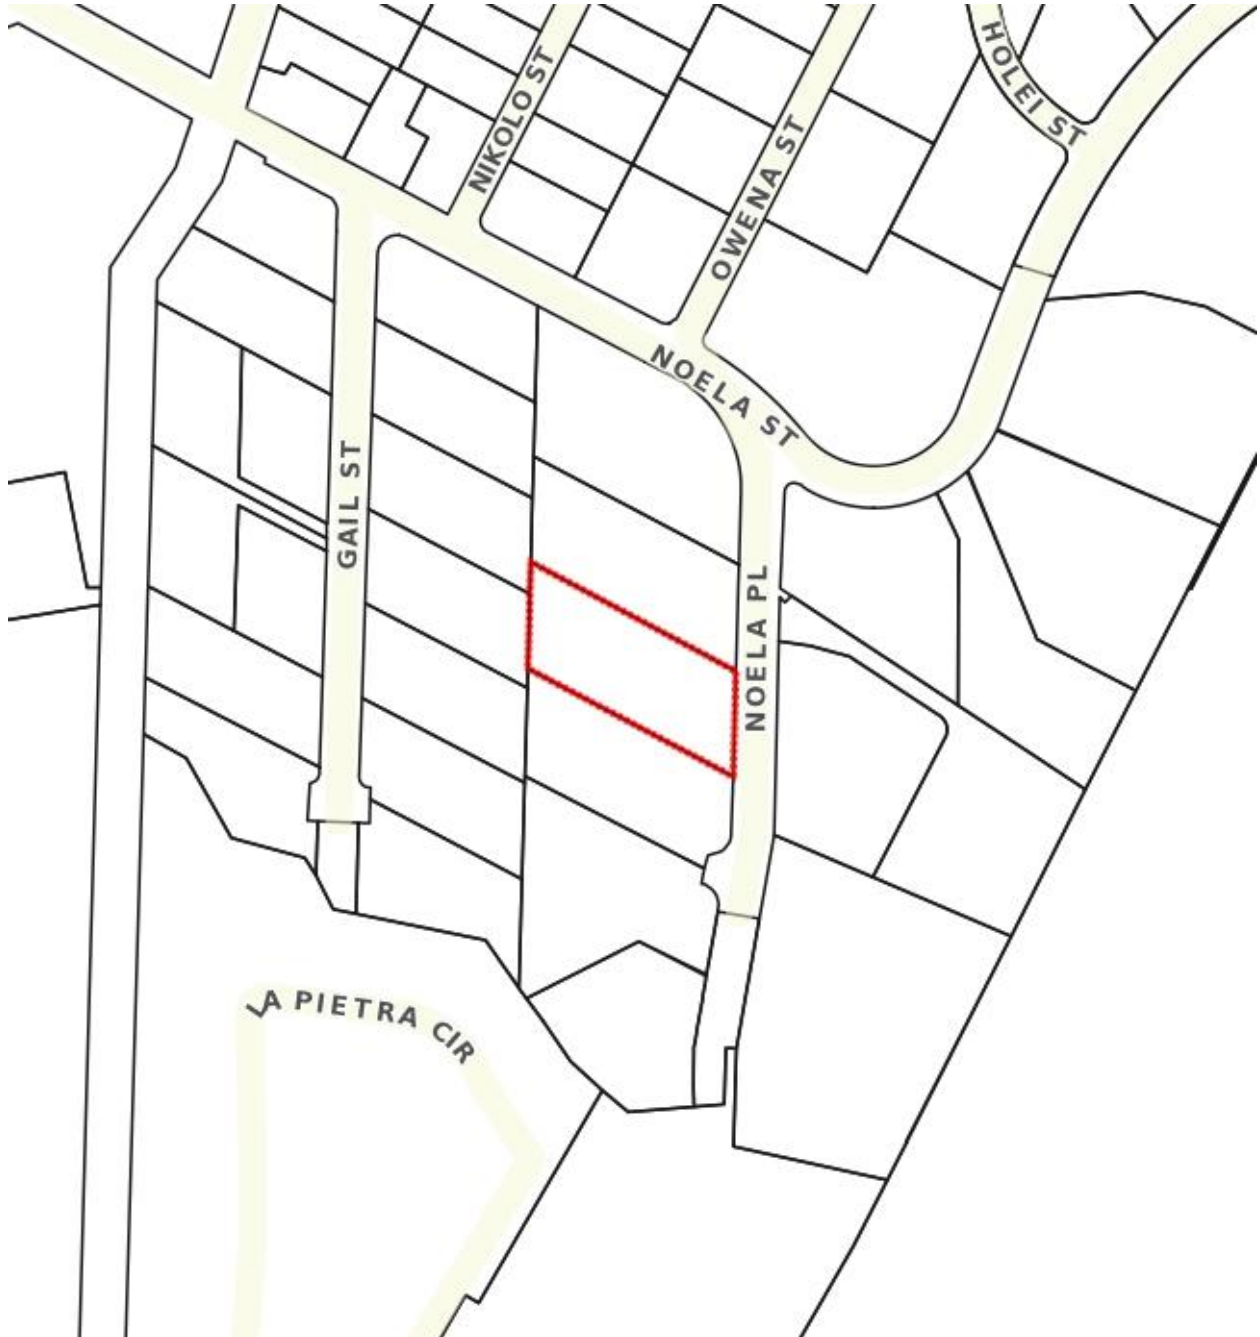 HOLEI ST
NIKOLO ST
OWENA ST
NOELA ST
GAIL ST
NOELA PL
LA PIETRA CIR